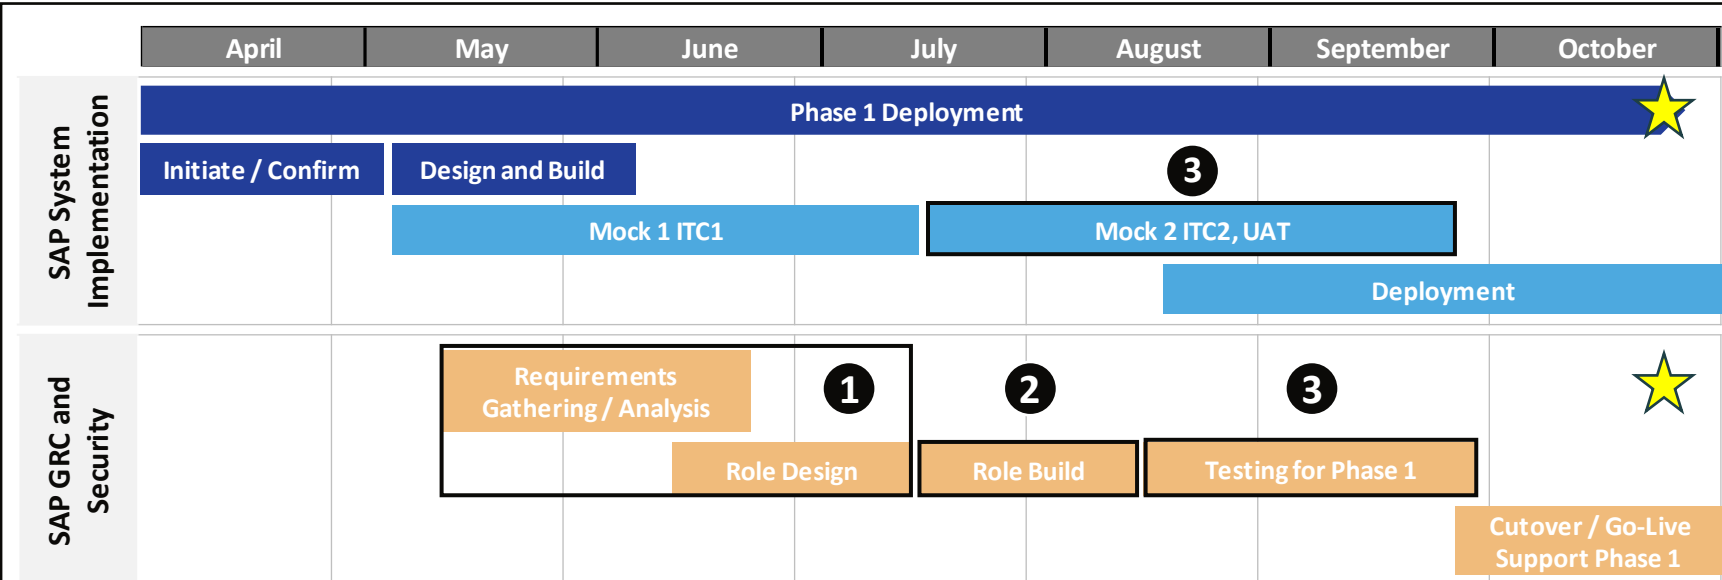 April May June July August September October
SAP System
Implementation
Phase 1 Deployment
Initiate / Confirm Design and Build 3
Mock 1 ITC1 Mock 2 ITC2, UAT
Deployment
SAP GRC and
Security
Requirements
Gathering / Analysis
1 2 3
Role Design Role Build Testing for Phase 1
Cutover / Go-Live
Support Phase 1